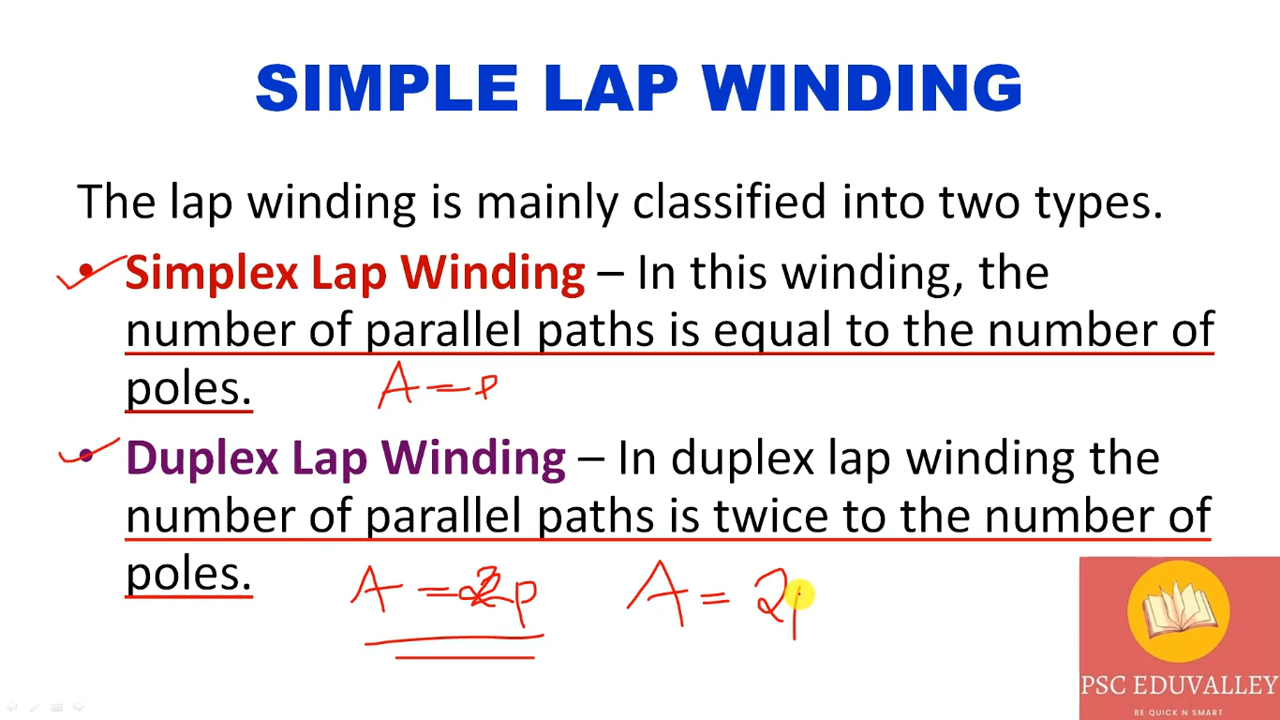 SIMPLE LAP WINDING
The lap winding is mainly classified into two types.
• Simplex Lap Winding – In this winding, the
number of parallel paths is equal to the number of
poles.
A = P
• Duplex Lap Winding – In duplex lap winding the
number of parallel paths is twice to the number of
poles.
A = 2p A = 2p
PSC EDUVALLEY
BE QUICK N SMART